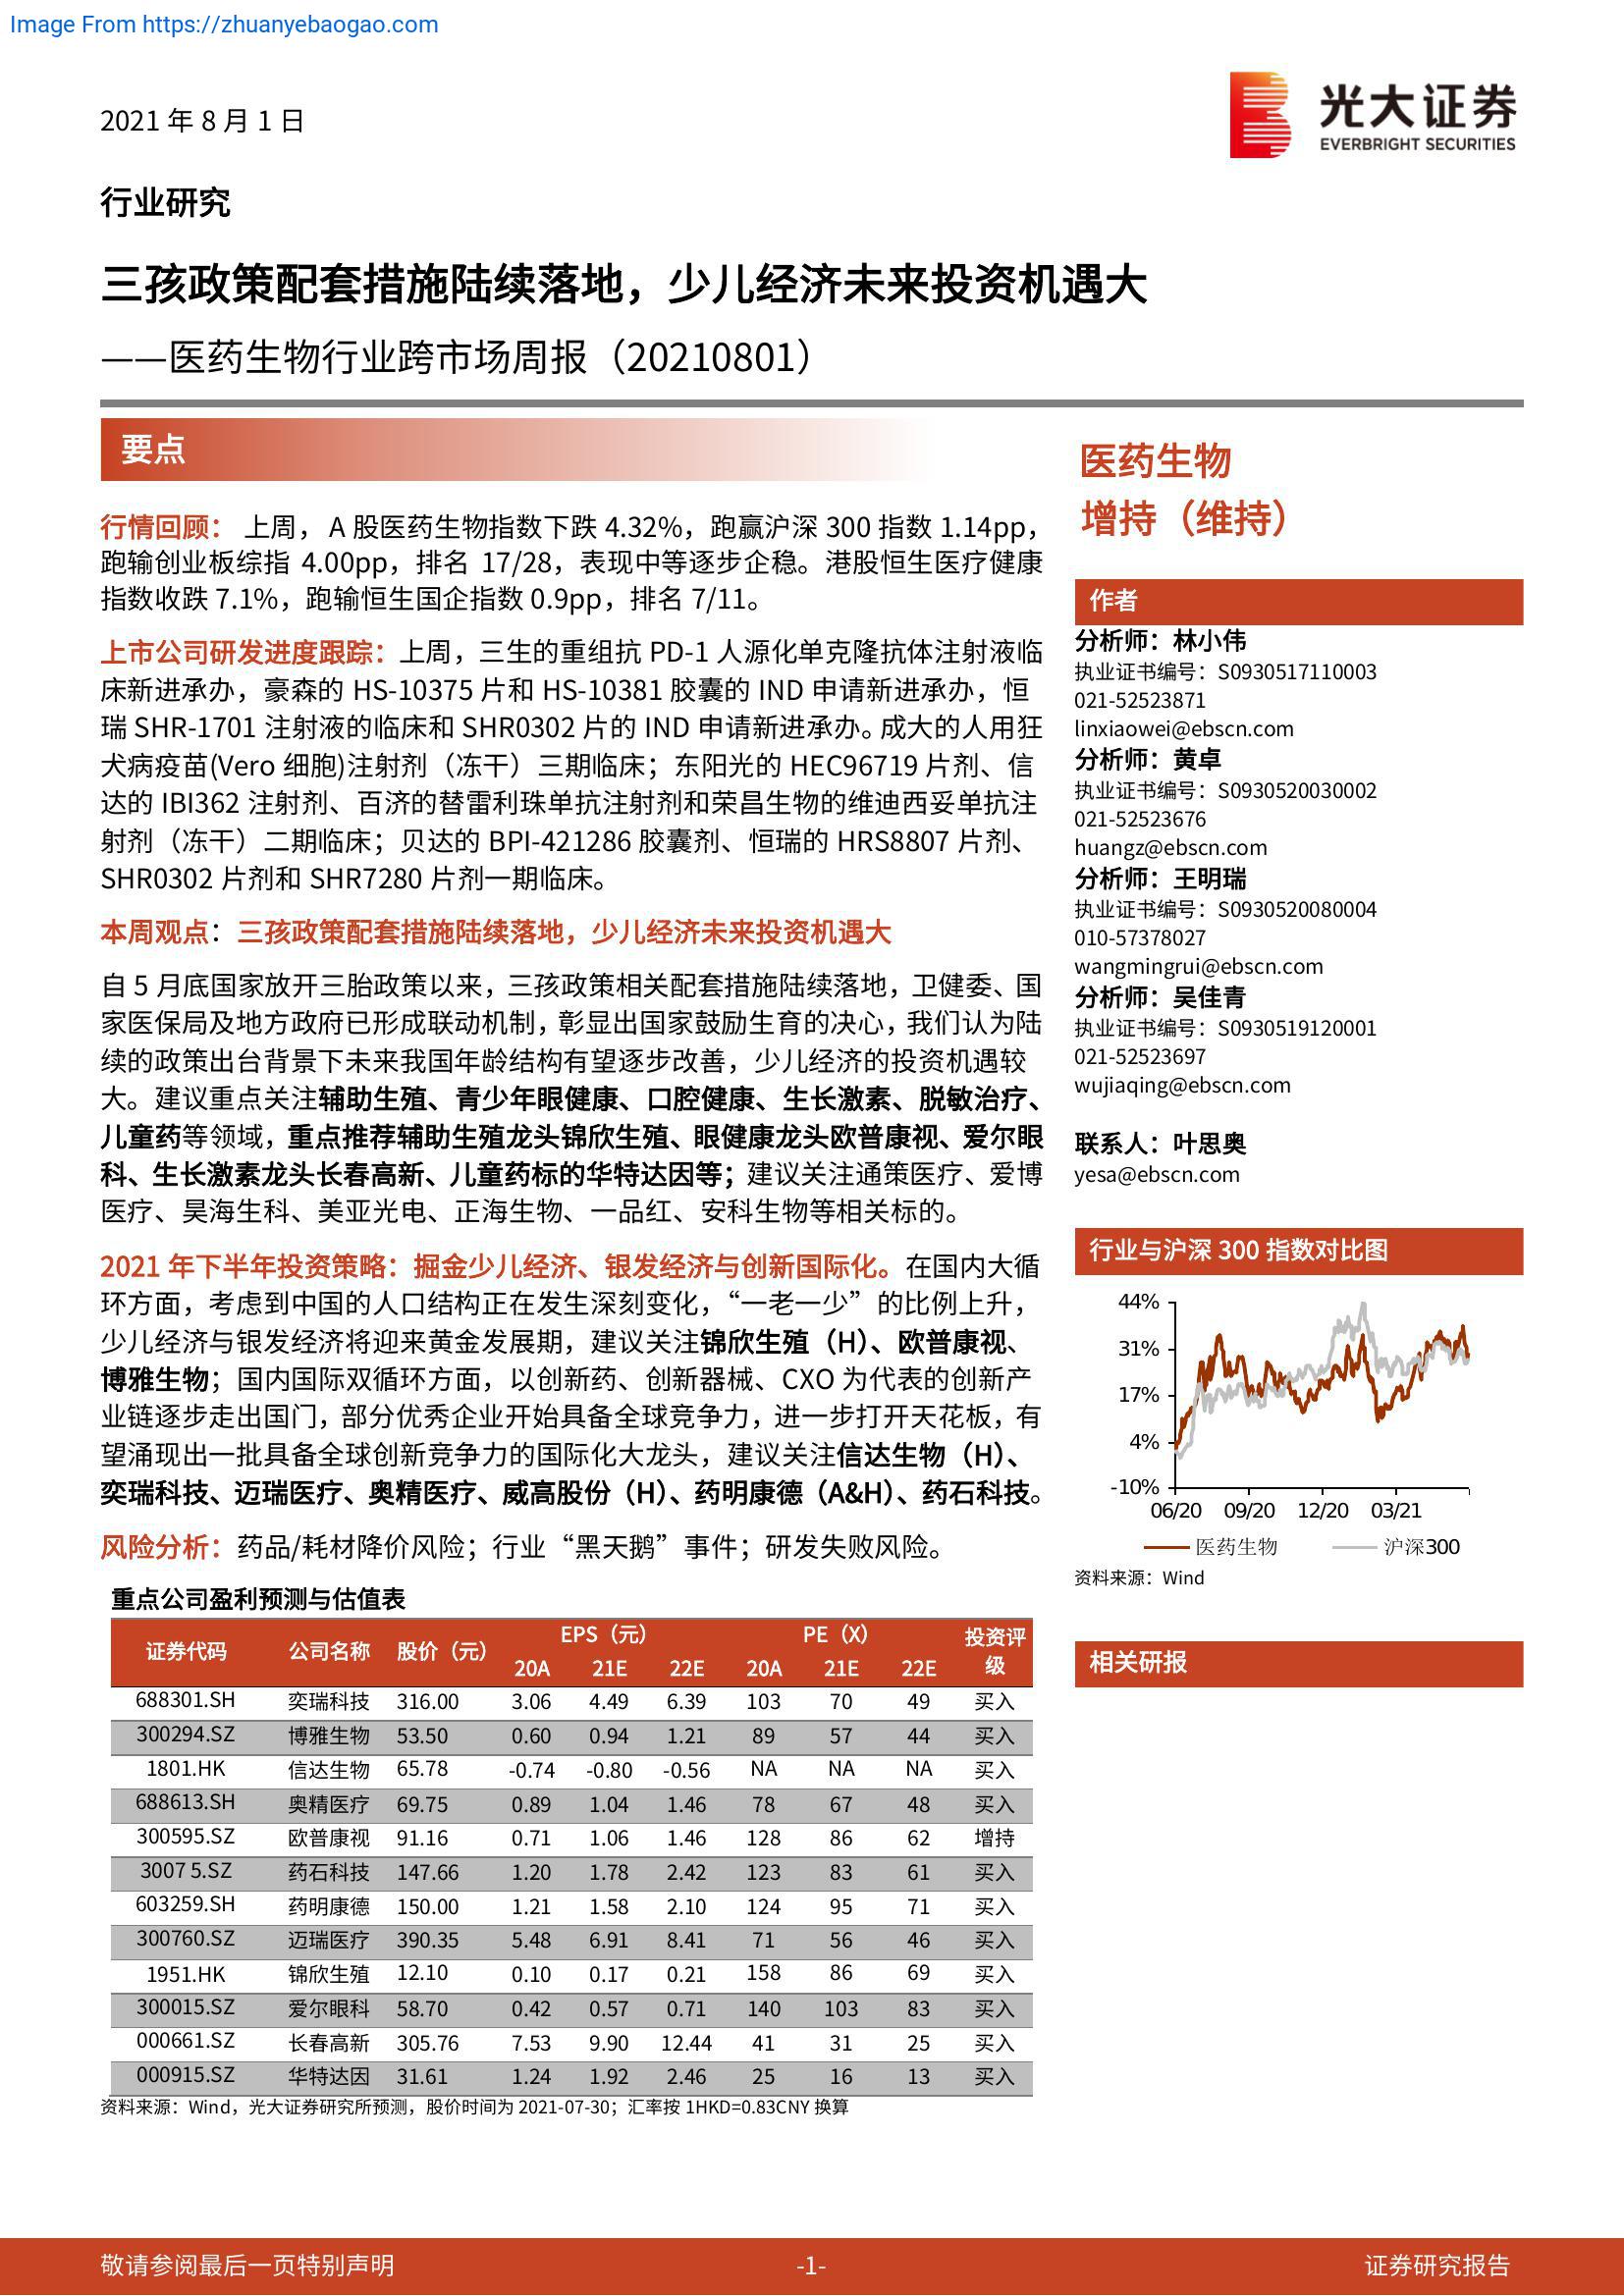 Image From https://zhuanyebaogao.com
2021 年 8 月 1 日
光大证券
EVERBRIGHT SECURITIES
行业研究
三孩政策配套措施陆续落地，少儿经济未来投资机遇大
——医药生物行业跨市场周报（20210801）
要点
行情回顾： 上周，A 股医药生物指数下跌 4.32%，跑赢沪深 300 指数 1.14pp，
跑输创业板综指 4.00pp，排名 17/28，表现中等逐步企稳。港股恒生医疗健康
指数收跌 7.1%，跑输恒生国企指数 0.9pp，排名 7/11。
上市公司研发进度跟踪：上周，三生的重组抗 PD-1 人源化单克隆抗体注射液临
床新进承办，豪森的 HS-10375 片和 HS-10381 胶囊的 IND 申请新进承办，恒
瑞 SHR-1701 注射液的临床和 SHR0302 片的 IND 申请新进承办。成大的人用狂
犬病疫苗(Vero 细胞)注射剂（冻干）三期临床；东阳光的 HEC96719 片剂、信
达的 IBI362 注射剂、百济的替雷利珠单抗注射剂和荣昌生物的维迪西妥单抗注
射剂（冻干）二期临床；贝达的 BPI-421286 胶囊剂、恒瑞的 HRS8807 片剂、
SHR0302 片剂和 SHR7280 片剂一期临床。
本周观点：三孩政策配套措施陆续落地，少儿经济未来投资机遇大
自 5 月底国家放开三胎政策以来，三孩政策相关配套措施陆续落地，卫健委、国
家医保局及地方政府已形成联动机制，彰显出国家鼓励生育的决心，我们认为陆
续的政策出台背景下未来我国年龄结构有望逐步改善，少儿经济的投资机遇较
大。建议重点关注辅助生殖、青少年眼健康、口腔健康、生长激素、脱敏治疗、
儿童药等领域，重点推荐辅助生殖龙头锦欣生殖、眼健康龙头欧普康视、爱尔眼
科、生长激素龙头长春高新、儿童药标的华特达因等；建议关注通策医疗、爱博
医疗、昊海生科、美亚光电、正海生物、一品红、安科生物等相关标的。
2021 年下半年投资策略：掘金少儿经济、银发经济与创新国际化。在国内大循
环方面，考虑到中国的人口结构正在发生深刻变化，“一老一少”的比例上升，
少儿经济与银发经济将迎来黄金发展期，建议关注锦欣生殖（H）、欧普康视、
博雅生物；国内国际双循环方面，以创新药、创新器械、CXO 为代表的创新产
业链逐步走出国门，部分优秀企业开始具备全球竞争力，进一步打开天花板，有
望涌现出一批具备全球创新竞争力的国际化大龙头，建议关注信达生物（H）、
奕瑞科技、迈瑞医疗、奥精医疗、威高股份（H）、药明康德（A&H）、药石科技。
风险分析：药品/耗材降价风险；行业“黑天鹅”事件；研发失败风险。
重点公司盈利预测与估值表
证券代码 公司名称 股价（元） EPS（元） PE（X） 投资评级
20A 21E 22E 20A 21E 22E
688301.SH 奕瑞科技 316.00 3.06 4.49 6.39 103 70 49 买入
300294.SZ 博雅生物 53.50 0.60 0.94 1.21 89 57 44 买入
1801.HK 信达生物 65.78 -0.74 -0.80 -0.56 NA NA NA 买入
688613.SH 奥精医疗 69.75 0.89 1.04 1.46 78 67 48 买入
300595.SZ 欧普康视 91.16 0.71 1.06 1.46 128 86 62 增持
3007 5.SZ 药石科技 147.66 1.20 1.78 2.42 123 83 61 买入
603259.SH 药明康德 150.00 1.21 1.58 2.10 124 95 71 买入
300760.SZ 迈瑞医疗 390.35 5.48 6.91 8.41 71 56 46 买入
1951.HK 锦欣生殖 12.10 0.10 0.17 0.21 158 86 69 买入
300015.SZ 爱尔眼科 58.70 0.42 0.57 0.71 140 103 83 买入
000661.SZ 长春高新 305.76 7.53 9.90 12.44 41 31 25 买入
000915.SZ 华特达因 31.61 1.24 1.92 2.46 25 16 13 买入
资料来源：Wind，光大证券研究所预测，股价时间为 2021-07-30；汇率按 1HKD=0.83CNY 换算
医药生物
增持（维持）
作者
分析师：林小伟
执业证书编号：S0930517110003
021-52523871
linxiaowei@ebscn.com
分析师：黄卓
执业证书编号：S0930520030002
021-52523676
huangz@ebscn.com
分析师：王明瑞
执业证书编号：S0930520080004
010-57378027
wangmingrui@ebscn.com
分析师：吴佳青
执业证书编号：S0930519120001
021-52523697
wujiaqing@ebscn.com
联系人：叶思奥
yesa@ebscn.com
行业与沪深 300 指数对比图
44%
31%
17%
4%
-10%
06/20 09/20 12/20 03/21
医药生物 沪深300
资料来源：Wind
相关研报
敬请参阅最后一页特别声明 -1- 证券研究报告